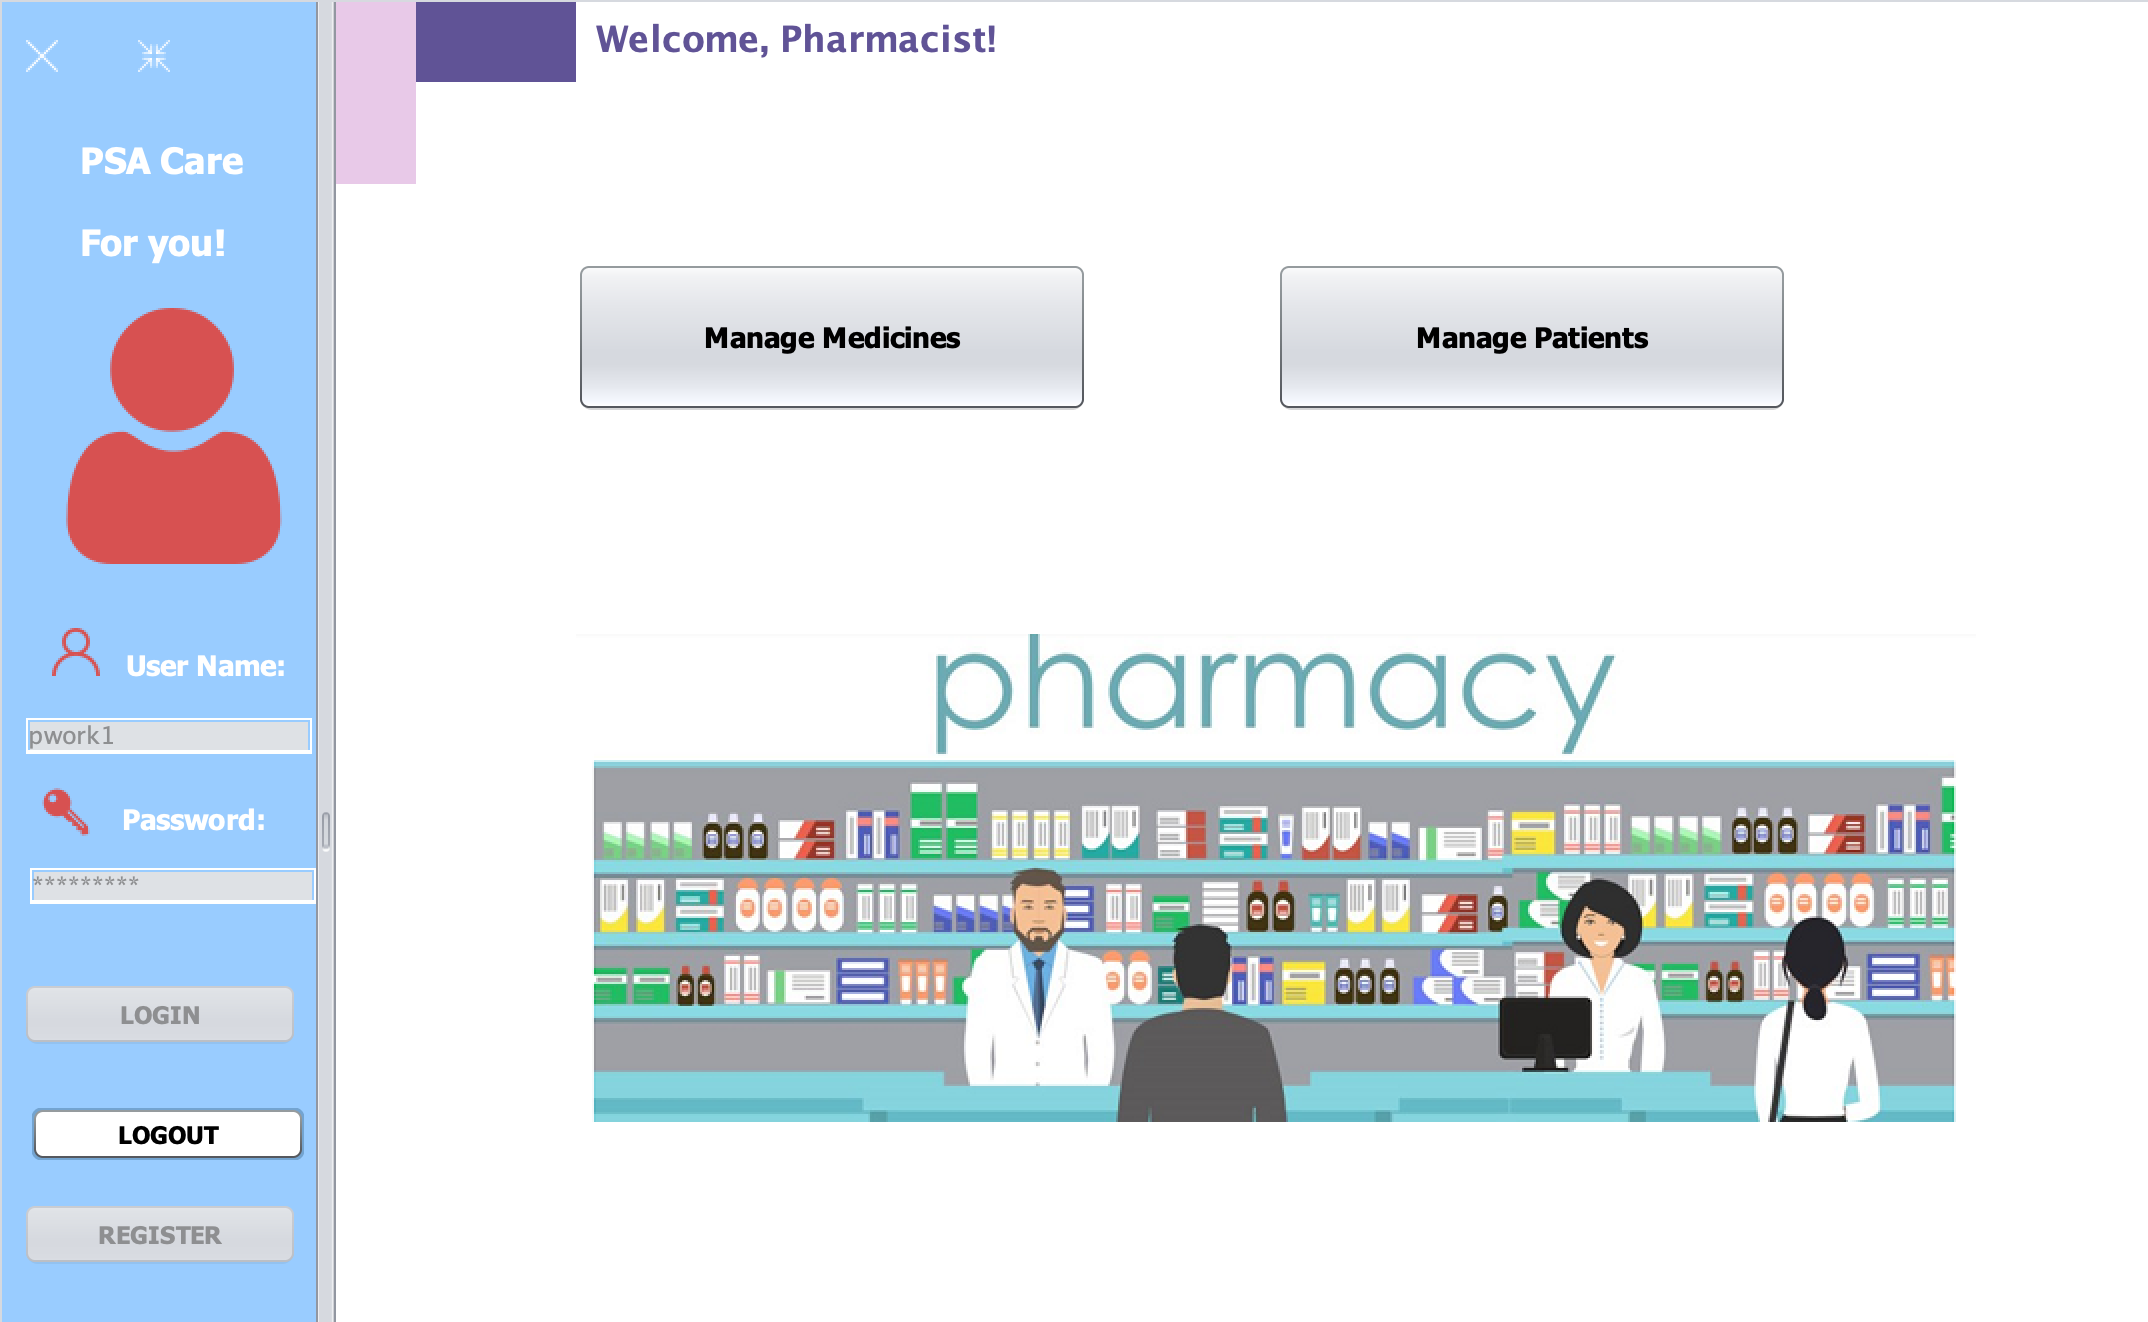 PSA Care
For you!
User Name:
pwork1
Password:
*********
LOGIN
LOGOUT
REGISTER
Welcome, Pharmacist!
Manage Medicines
Manage Patients
pharmacy